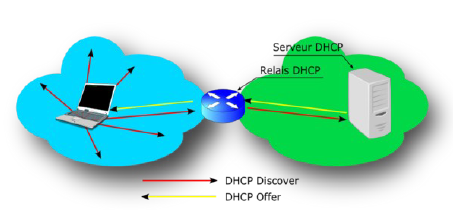 Serveur DHCP
Relais DHCP
DHCP Discover
DHCP Offer